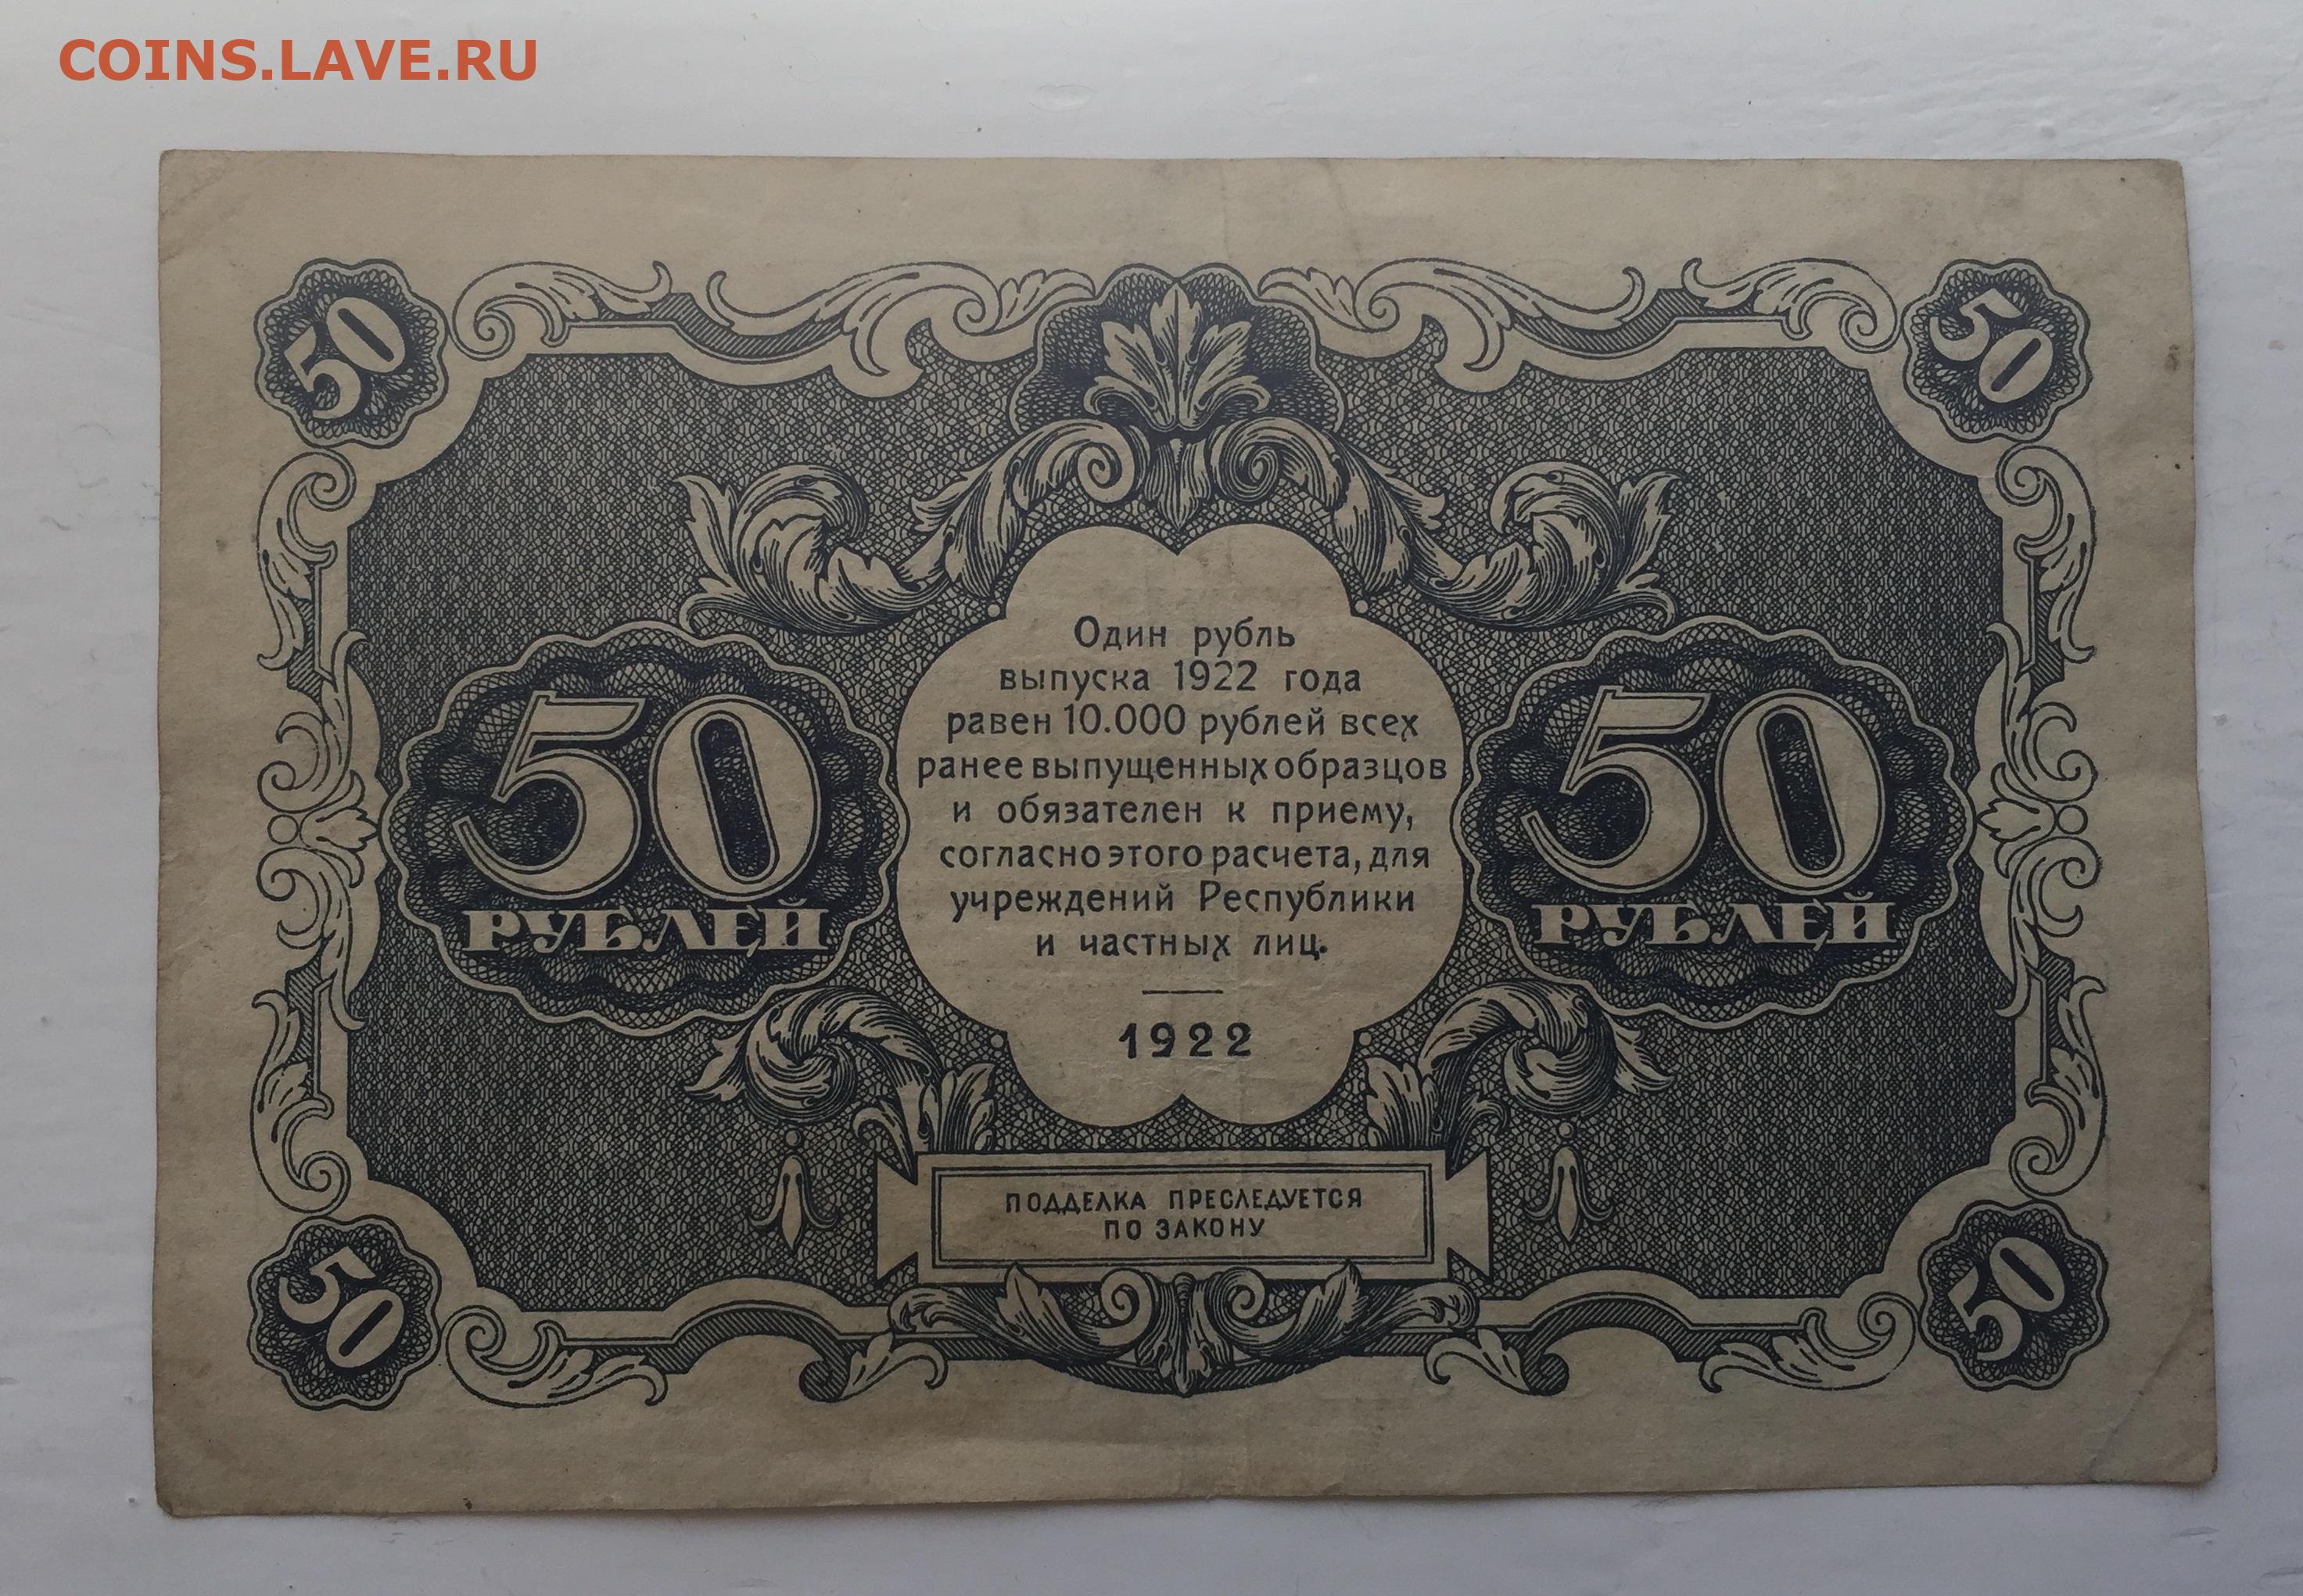 COINS.LAVE.RU
50
50
Один рубль
выпуска 1922 года
равен 10.000 рублей всех
ранее выпущенных образцов
и обязателен к приему,
согласно этого расчета, для
учреждений Республики
и частных лиц.
1922
50
РУБЛЕЙ
50
РУБЛЕЙ
ПОДДЕЛКА ПРЕСЛЕДУЕТСЯ
ПО ЗАКОНУ
50
50